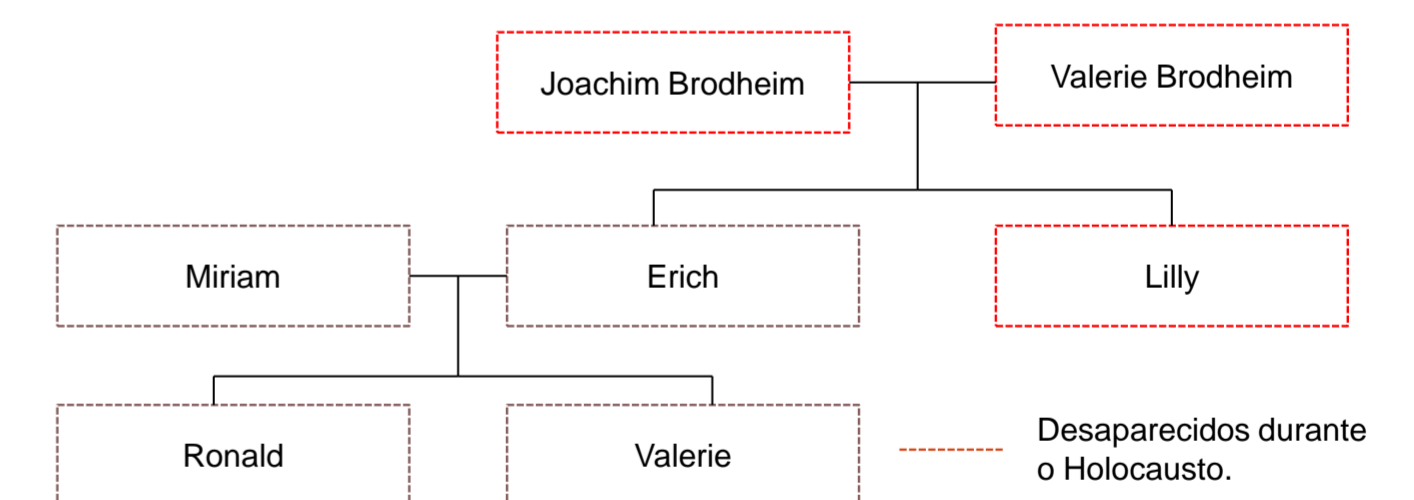 Joachim Brodheim
Valerie Brodheim
Miriam
Erich
Lilly
Ronald
Valerie
Desaparecidos durante
o Holocausto.